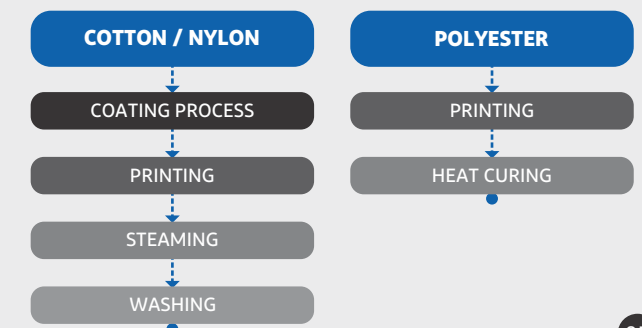 COTTON / NYLON
COATING PROCESS
PRINTING
STEAMING
WASHING
POLYESTER
PRINTING
HEAT CURING